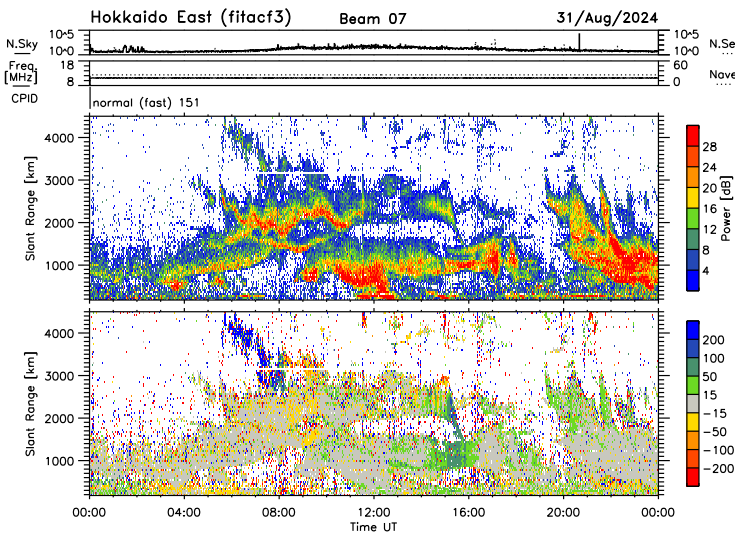 Hokkaido East (fitacf3) Beam 07 31/Aug/2024
N.Sky 10^5 10^0 10^5 10^0 N.Se
Freq. [MHz] 18 8 60 0 Nave
CPID normal (fast) 151
Slant Range [km] 4000 3000 2000 1000
Power [dB] 28 24 20 16 12 8 4
Slant Range [km] 4000 3000 2000 1000
200 100 50 15 -15 -50 -100 -200
00:00 04:00 08:00 12:00 16:00 20:00 00:00
Time UT